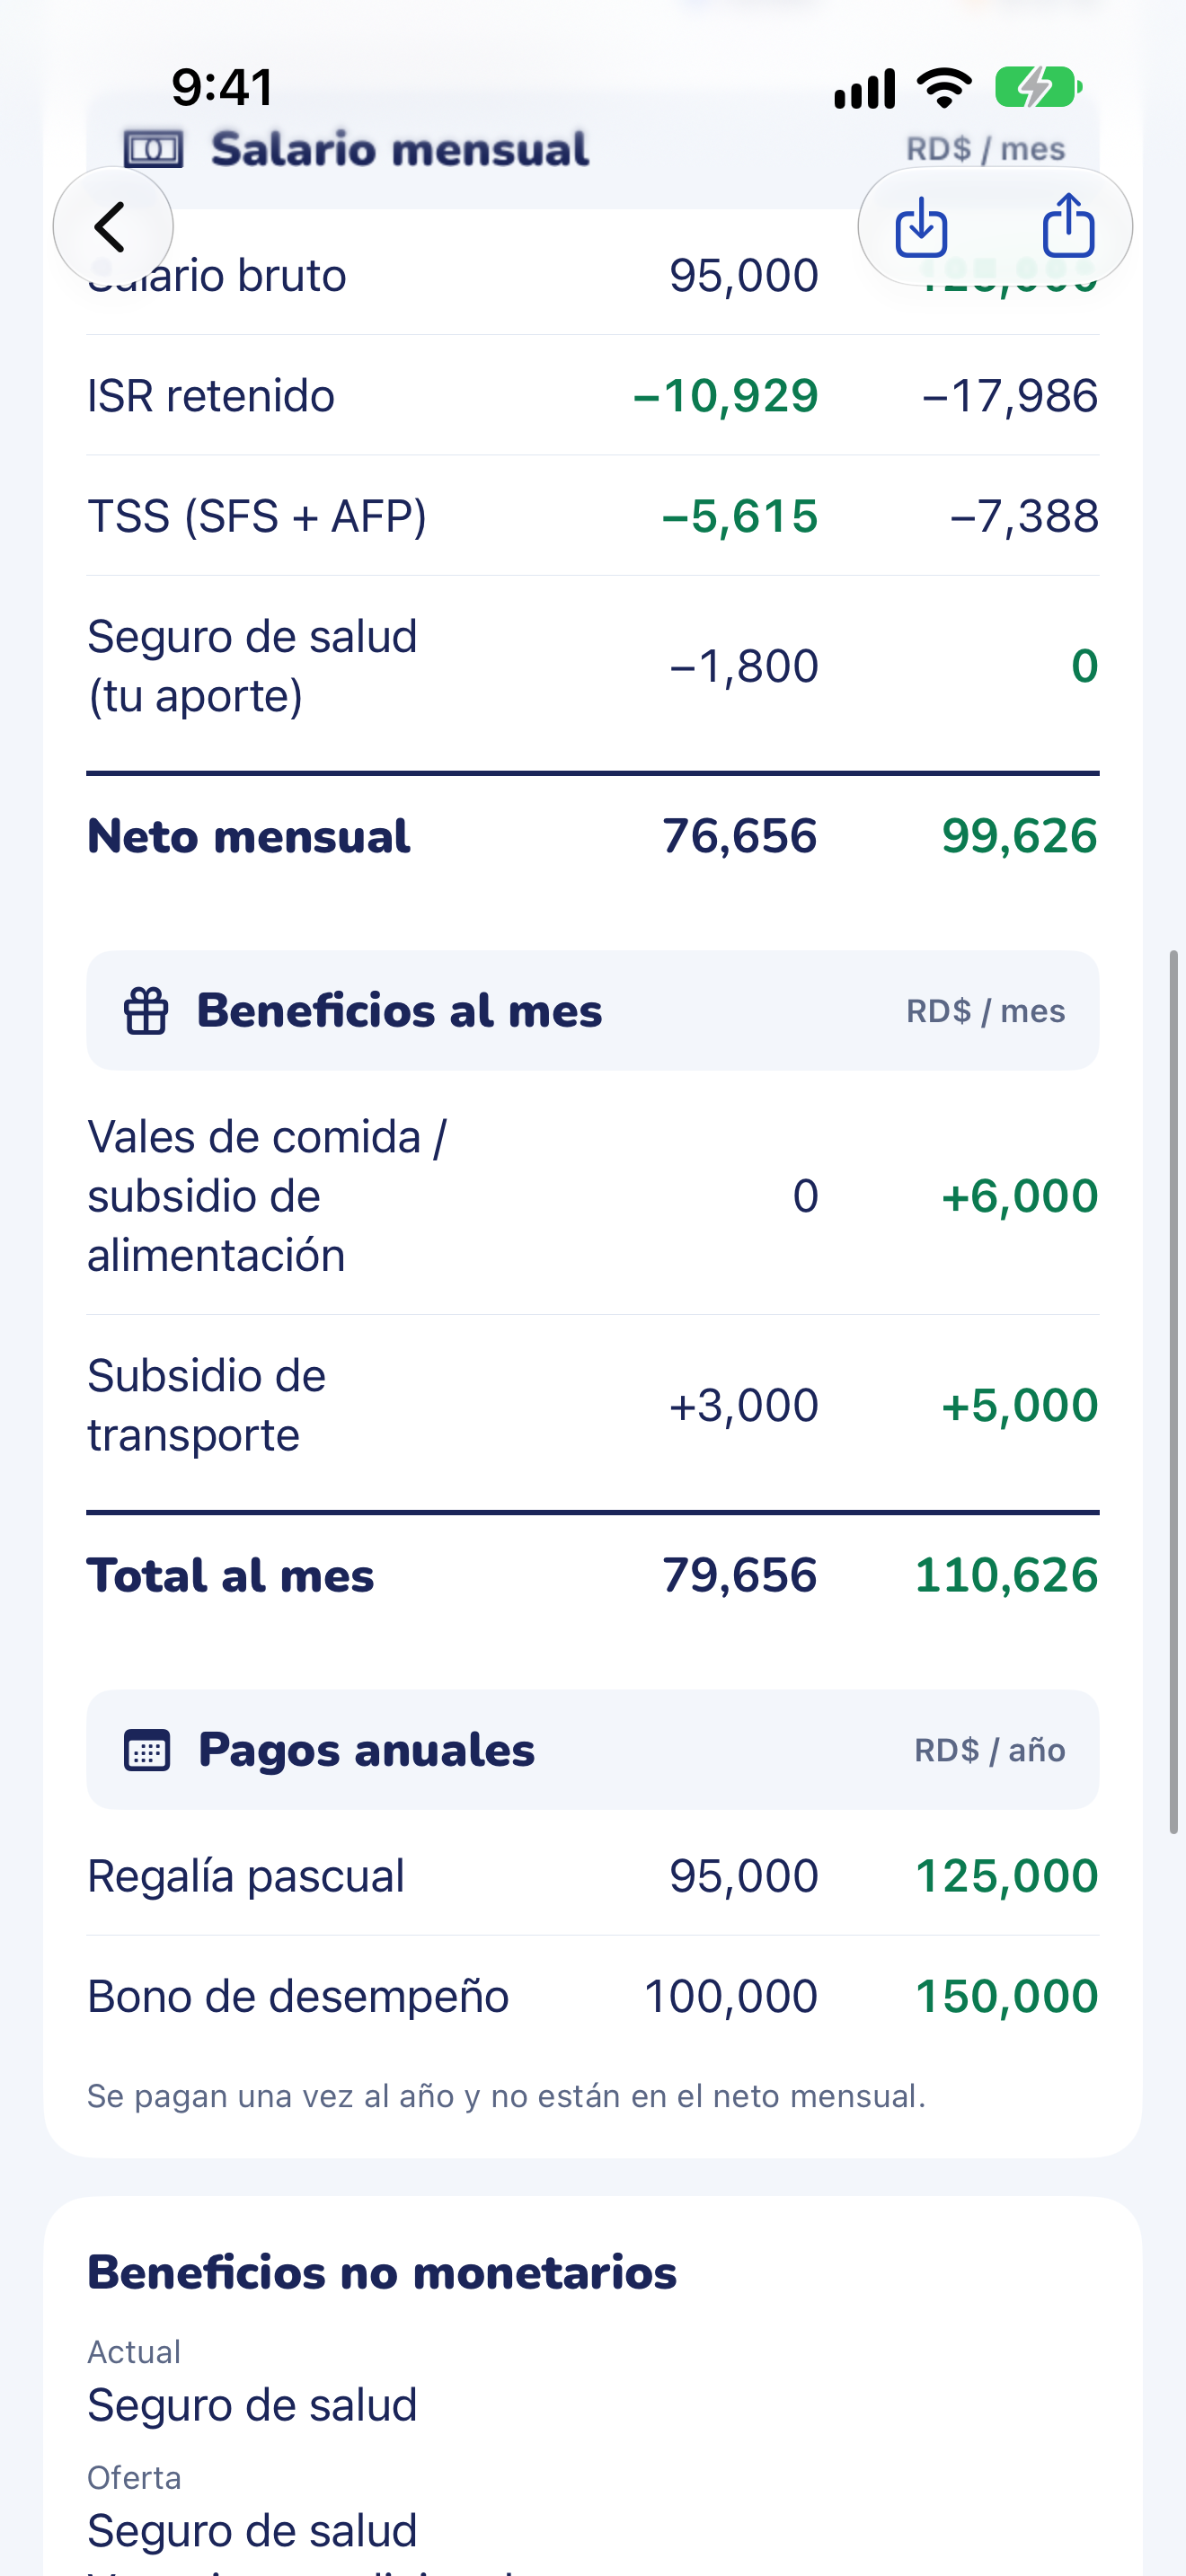 9:41
Salario mensual RD$ / mes
Salario bruto 95,000
ISR retenido −10,929 −17,986
TSS (SFS + AFP) −5,615 −7,388
Seguro de salud
(tu aporte) −1,800 0
Neto mensual 76,656 99,626
Beneficios al mes RD$ / mes
Vales de comida /
subsidio de
alimentación 0 +6,000
Subsidio de
transporte +3,000 +5,000
Total al mes 79,656 110,626
Pagos anuales RD$ / año
Regalía pascual 95,000 125,000
Bono de desempeño 100,000 150,000
Se pagan una vez al año y no están en el neto mensual.
Beneficios no monetarios
Actual
Seguro de salud
Oferta
Seguro de salud